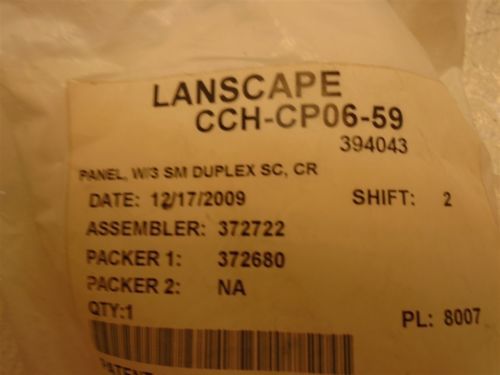 LANSCAPE
CCH-CP06-59
394043
PANEL, W/3 SM DUPLEX SC, CR
DATE: 12/17/2009 SHIFT: 2
ASSEMBLER: 372722
PACKER 1: 372680
PACKER 2: NA
QTY:1 PL: 8007
PATENT